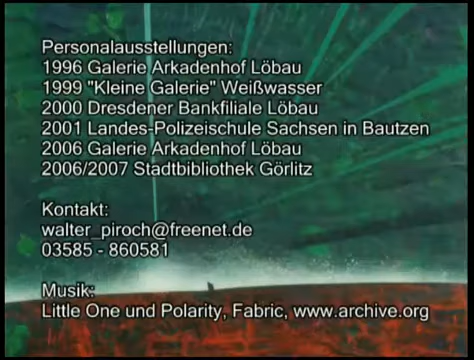 Personalausstellungen:
1996 Galerie Arkadenhof Löbau
1999 "Kleine Galerie" Weißwasser
2000 Dresdener Bankfiliale Löbau
2001 Landes-Polizeischule Sachsen in Bautzen
2006 Galerie Arkadenhof Löbau
2006/2007 Stadtbibliothek Görlitz
Kontakt:
walter_piroch@freenet.de
03585 - 860581
Musik:
Little One und Polarity, Fabric, www.archive.org